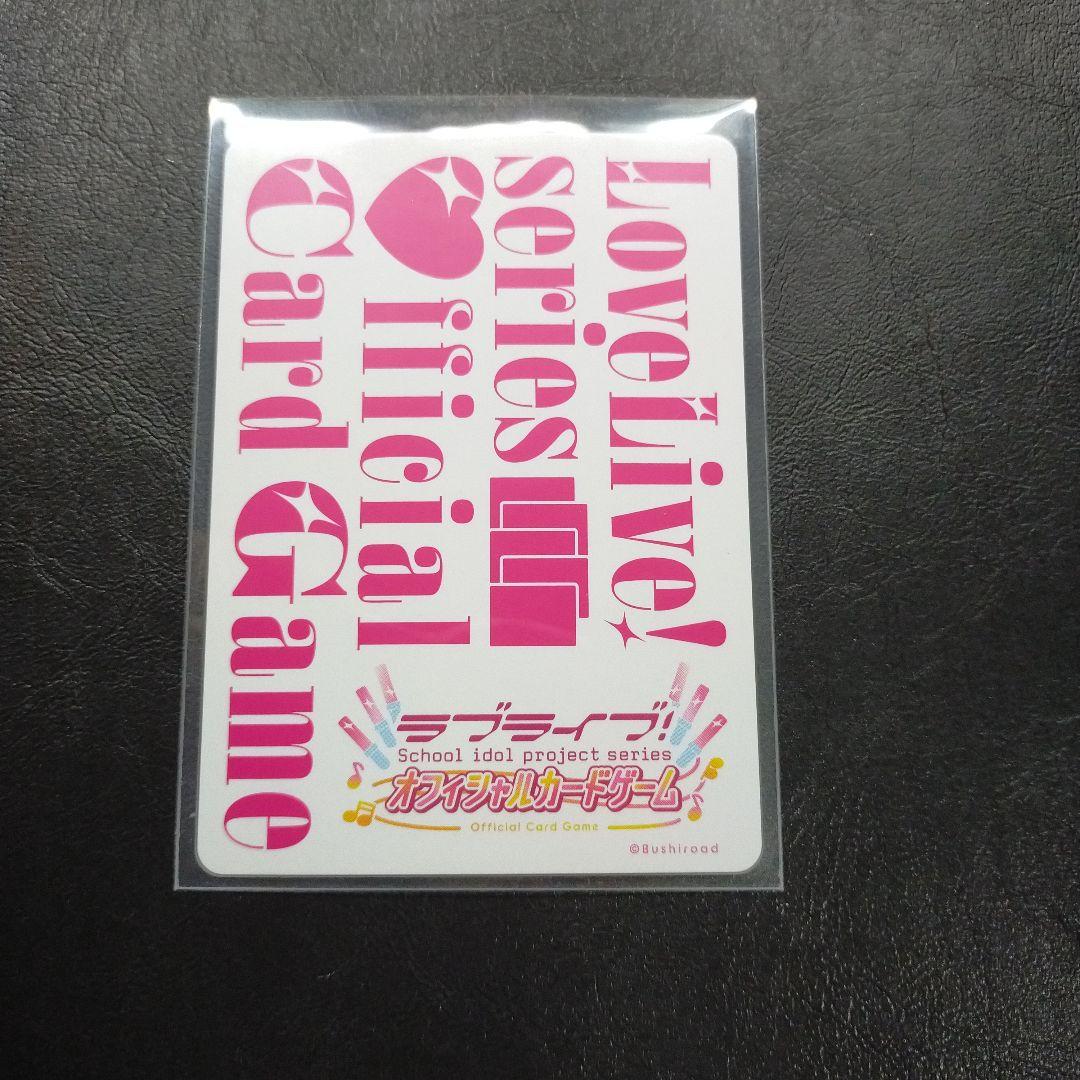 LoveLive!
series
Official
Card Game
ラブライブ!
School idol project series
オフィシャルカードゲーム
Official Card Game
©Bushiroad